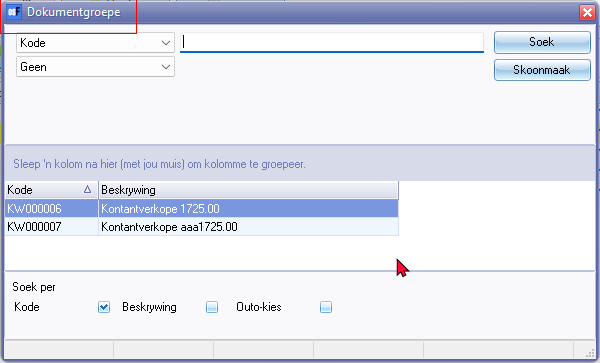 Dokumentgroepe
Kode
Soek
Geen
Skoonmaak
Sleep 'n kolom na hier (met jou muis) om kolomme te groepeer.
Kode Beskrywing
KW000006 Kontantverkope 1725.00
KW000007 Kontantverkope aaa1725.00
Soek per
Kode Beskrywing Outo-kies